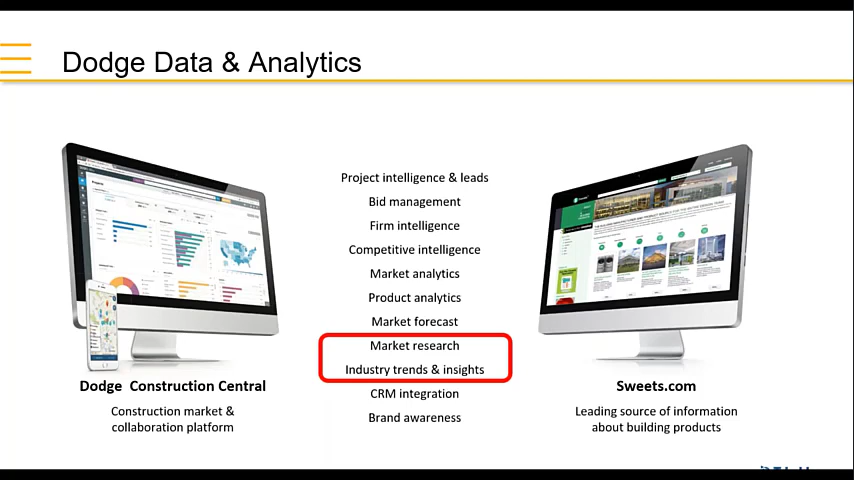 Dodge Data & Analytics
Project intelligence & leads
Bid management
Firm intelligence
Competitive intelligence
Market analytics
Product analytics
Market forecast
Market research
Industry trends & insights
CRM integration
Brand awareness
Dodge  Construction Central
Construction market &
collaboration platform
Sweets.com
Leading source of information
about building products